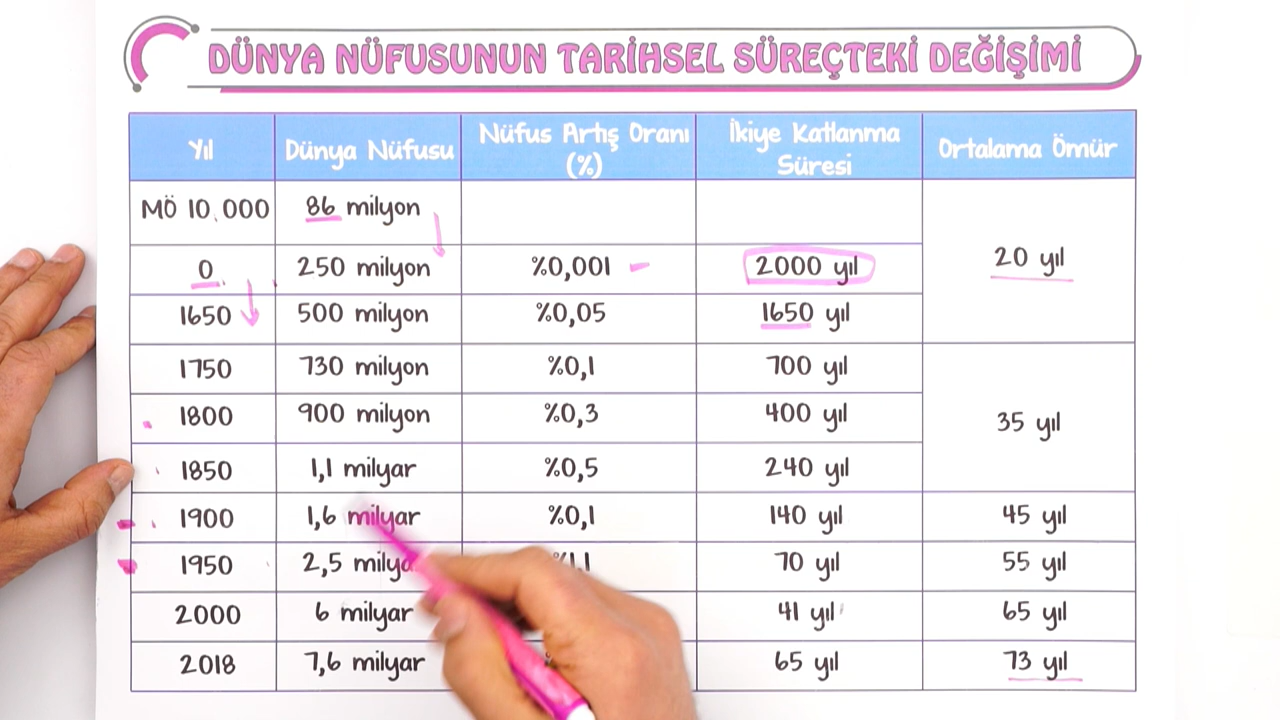 DÜNYA NÜFUSUNUN TARİHSEL SÜREÇTEKİ DEĞİŞİMİ
Yıl Dünya Nüfusu Nüfus Artış Oranı (%) İkiye Katlanma Süresi Ortalama Ömür
MÖ 10.000 86 milyon
0 250 milyon %0,001 2000 yıl 20 yıl
1650 500 milyon %0,05 1650 yıl
1750 730 milyon %0,1 700 yıl
1800 900 milyon %0,3 400 yıl 35 yıl
1850 1,1 milyar %0,5 240 yıl
1900 1,6 milyar %0,1 140 yıl 45 yıl
1950 2,5 70 yıl 55 yıl
2000 6 milyar 41 yıl 65 yıl
2018 7,6 milyar 65 yıl 73 yıl